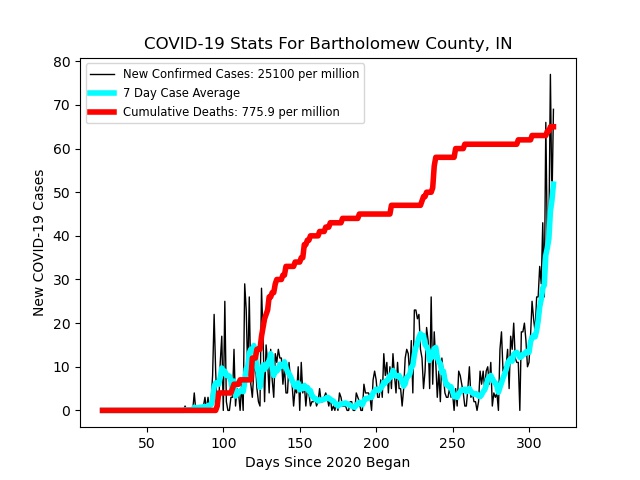 COVID-19 Stats For Bartholomew County, IN
New Confirmed Cases: 25100 per million
7 Day Case Average
Cumulative Deaths: 775.9 per million
New COVID-19 Cases
80
70
60
50
40
30
20
10
0
50 100 150 200 250 300
Days Since 2020 Began